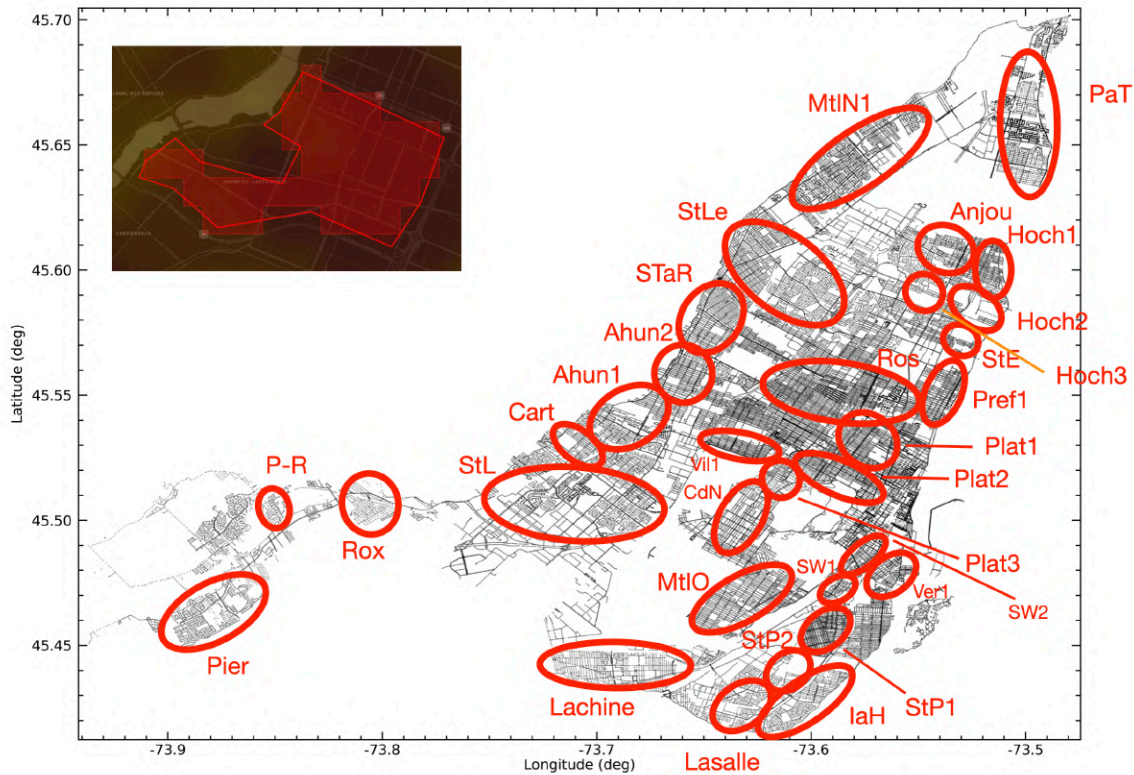 45.70
45.65
45.60
45.55
45.50
45.45
Latitude (deg)
-73.9
-73.8
-73.7
-73.6
-73.5
Longitude (deg)
PaT
MtlN1
StLe
Anjou
Hoch1
STaR
Ahun2
Hoch2
StE
Ros
Hoch3
Ahun1
Pref1
Cart
Plat1
Vil1
StL
P-R
CdN
Plat2
Rox
Plat3
SW1
MtlO
Ver1
SW2
Pier
StP2
Lachine
StP1
laH
Lasalle